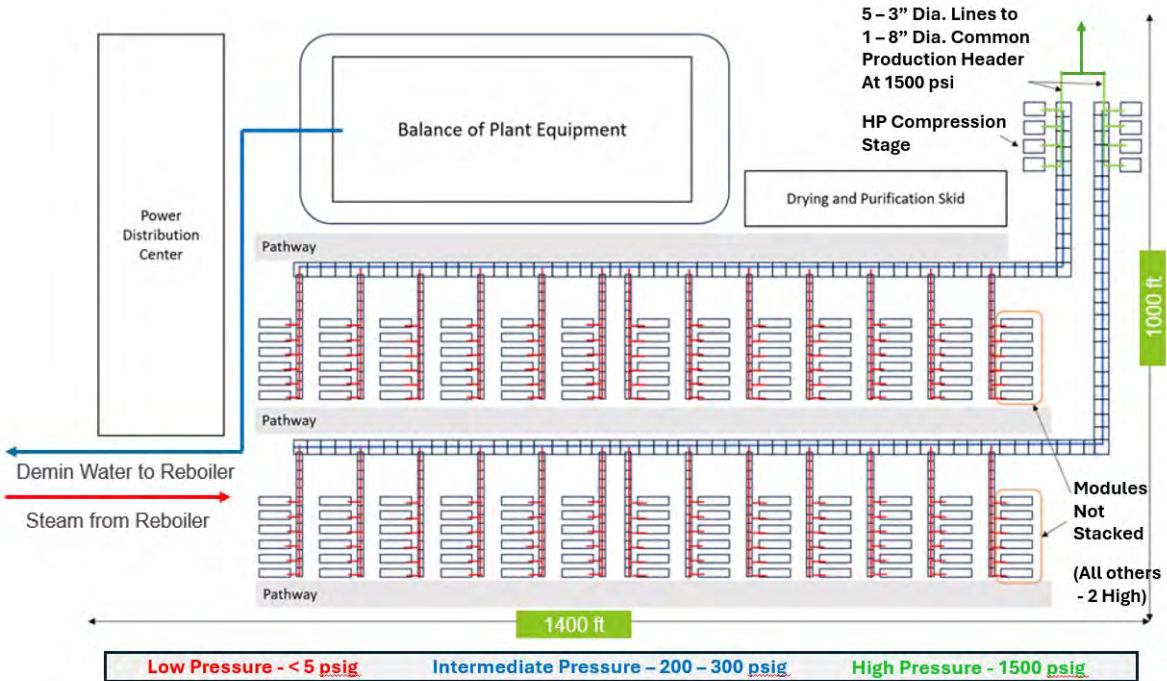 5 – 3” Dia. Lines to
1 – 8” Dia. Common
Production Header
At 1500 psi
HP Compression
Stage
Balance of Plant Equipment
Drying and Purification Skid
Power
Distribution
Center
Pathway
1000 ft
Pathway
Demin Water to Reboiler
Steam from Reboiler
Modules
Not
Stacked
(All others
- 2 High)
Pathway
1400 ft
Low Pressure - < 5 psig
Intermediate Pressure – 200 – 300 psig
High Pressure - 1500 psig